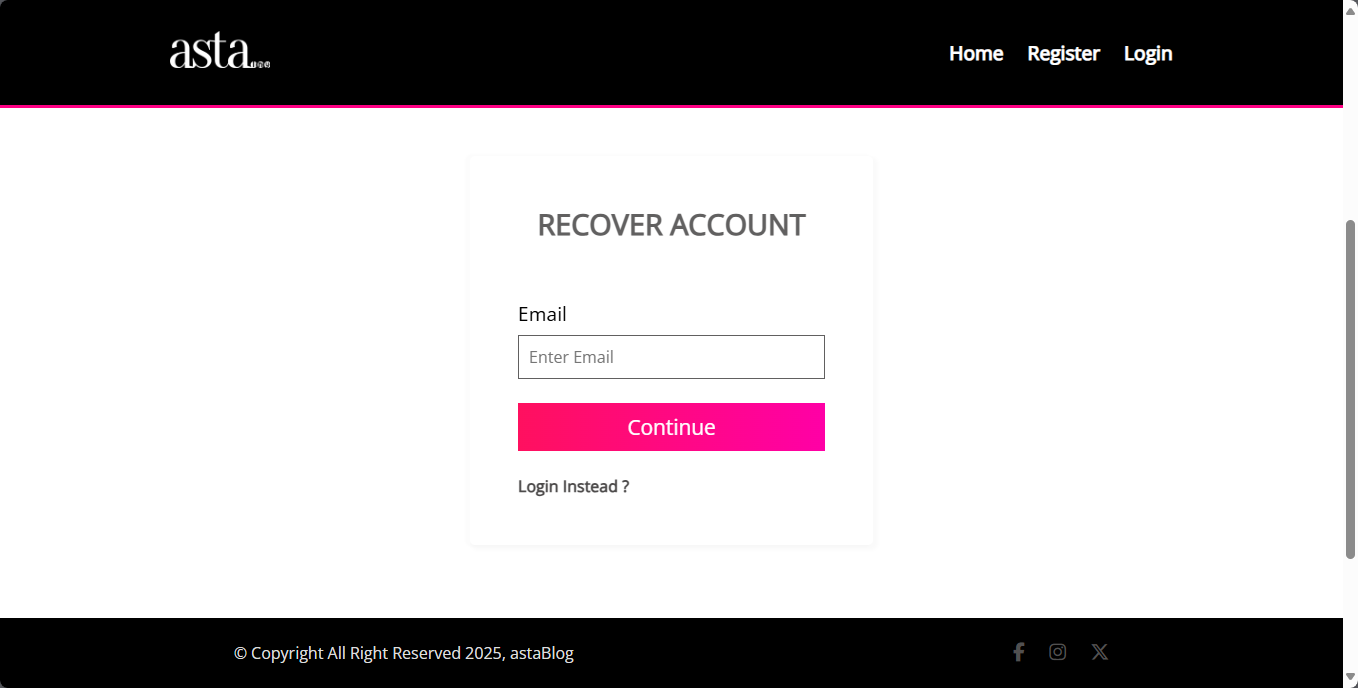 asta
Home Register Login
RECOVER ACCOUNT
Email
Enter Email
Continue
Login Instead ?
© Copyright All Right Reserved 2025, astaBlog